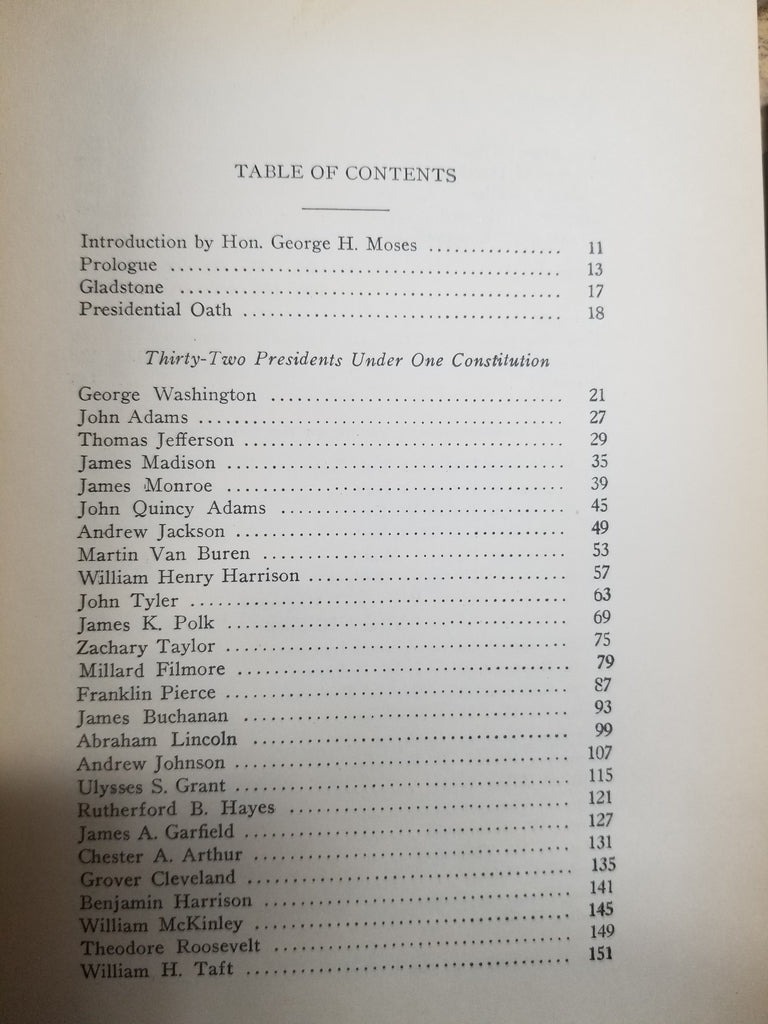 TABLE OF CONTENTS
Introduction by Hon. George H. Moses ............... 11
Prologue ............... 13
Gladstone ............... 17
Presidential Oath ............... 18
Thirty-Two Presidents Under One Constitution
George Washington ............... 21
John Adams ............... 27
Thomas Jefferson ............... 29
James Madison ............... 35
James Monroe ............... 39
John Quincy Adams ............... 45
Andrew Jackson ............... 49
Martin Van Buren ............... 53
William Henry Harrison ............... 57
John Tyler ............... 63
James K. Polk ............... 69
Zachary Taylor ............... 75
Millard Filmore ............... 79
Franklin Pierce ............... 87
James Buchanan ............... 93
Abraham Lincoln ............... 99
Andrew Johnson ............... 107
Ulysses S. Grant ............... 115
Rutherford B. Hayes ............... 121
James A. Garfield ............... 127
Chester A. Arthur ............... 131
Grover Cleveland ............... 135
Benjamin Harrison ............... 141
William McKinley ............... 145
Theodore Roosevelt ............... 149
William H. Taft ............... 151